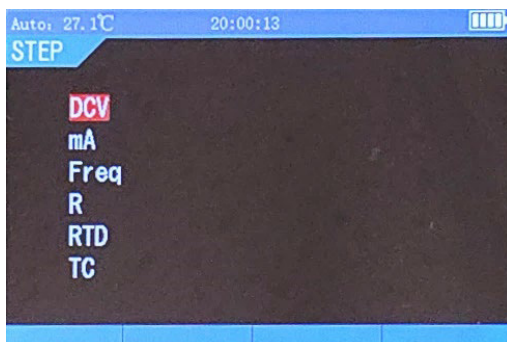 Auto: 27.1℃ 20:00:13
STEP
DCV
mA
Freq
R
RTD
TC